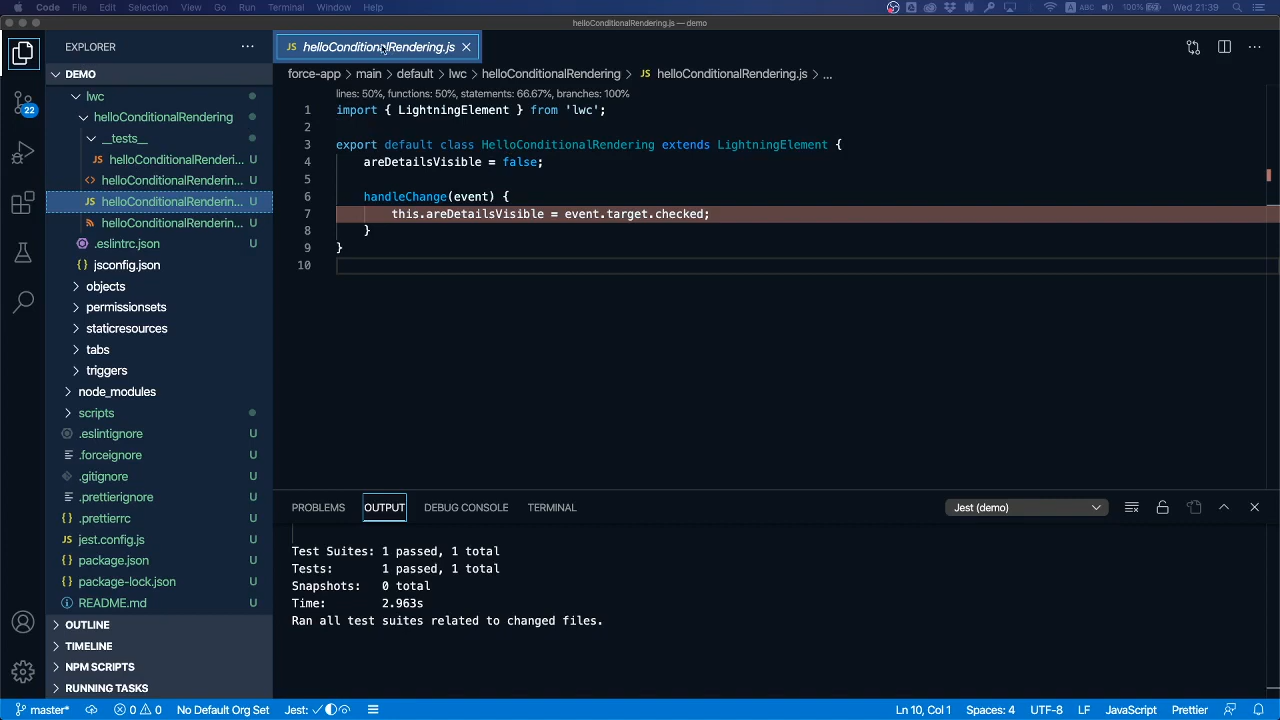 Code File Edit Selection View Go Run Terminal Window Help ABC 100% Wed 21:39
helloConditionalRendering.js — demo
EXPLORER
DEMO
lwc
helloConditionalRendering
__tests__
JS helloConditionalRenderi... U
helloConditionalRenderin... U
JS helloConditionalRenderin... U
helloConditionalRenderin... U
.eslintrc.json U
{} jsconfig.json
objects
permissionsets
staticresources
tabs
triggers
node_modules
scripts
.eslintignore U
.forceignore U
.gitignore U
.prettierignore U
.prettierrc U
JS jest.config.js U
{} package.json U
{} package-lock.json U
README.md U
OUTLINE
TIMELINE
NPM SCRIPTS
RUNNING TASKS
22
JS helloConditionalRendering.js
force-app > main > default > lwc > helloConditionalRendering > JS helloConditionalRendering.js > ...
lines: 50%, functions: 50%, statements: 66.67%, branches: 100%
1 import { LightningElement } from 'lwc';
2
3 export default class HelloConditionalRendering extends LightningElement {
4 areDetailsVisible = false;
5
6 handleChange(event) {
7 this.areDetailsVisible = event.target.checked;
8 }
9 }
10
PROBLEMS OUTPUT DEBUG CONSOLE TERMINAL Jest (demo)
Test Suites: 1 passed, 1 total
Tests: 1 passed, 1 total
Snapshots: 0 total
Time: 2.963s
Ran all test suites related to changed files.
master* 0 0 No Default Org Set Jest: Ln 10, Col 1 Spaces: 4 UTF-8 LF JavaScript Prettier